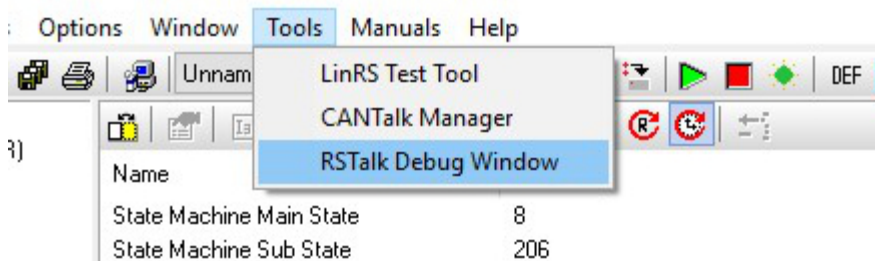 Options Window Tools Manuals Help
Unnam
DEF
LinRS Test Tool
CANTalk Manager
RSTalk Debug Window
Name
State Machine Main State 8
State Machine Sub State 206